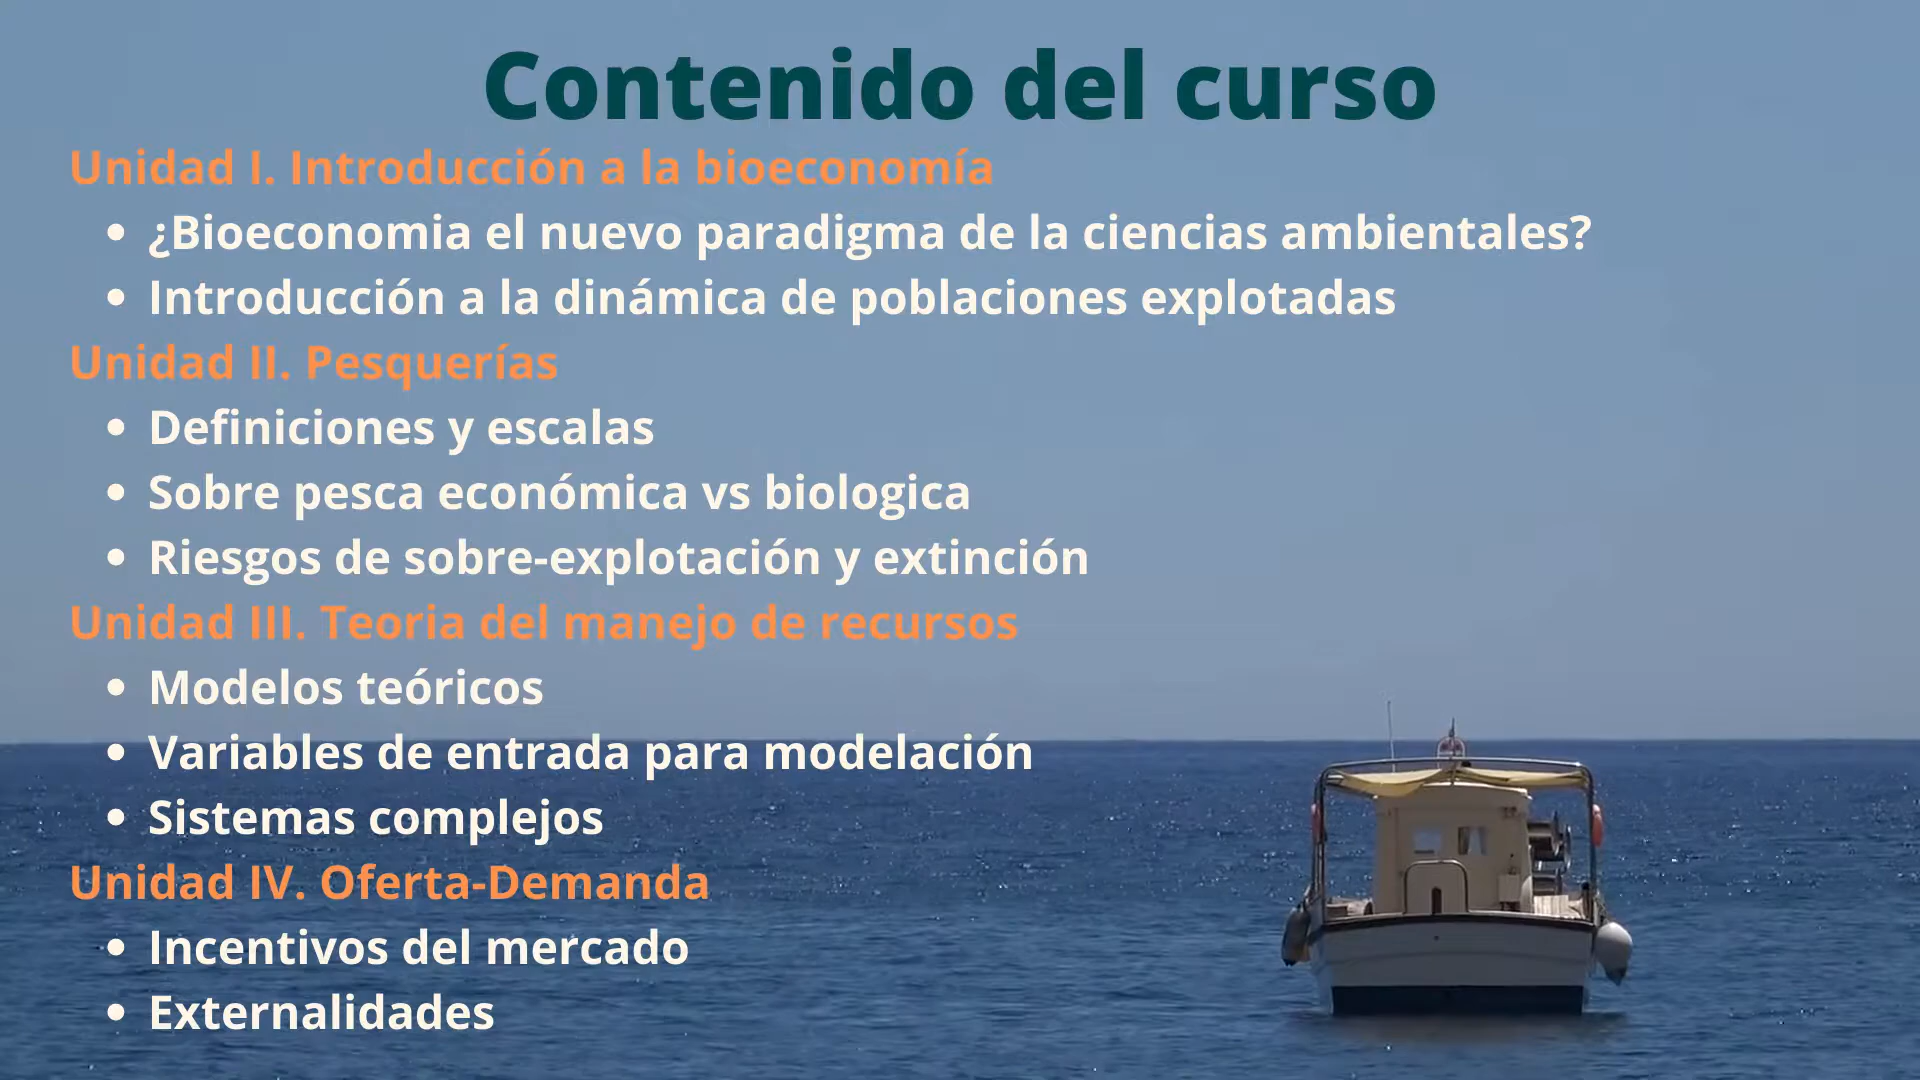 Contenido del curso
Unidad I. Introducción a la bioeconomía
• ¿Bioeconomia el nuevo paradigma de la ciencias ambientales?
• Introducción a la dinámica de poblaciones explotadas
Unidad II. Pesquerías
• Definiciones y escalas
• Sobre pesca económica vs biologica
• Riesgos de sobre-explotación y extinción
Unidad III. Teoria del manejo de recursos
• Modelos teóricos
• Variables de entrada para modelación
• Sistemas complejos
Unidad IV. Oferta-Demanda
• Incentivos del mercado
• Externalidades